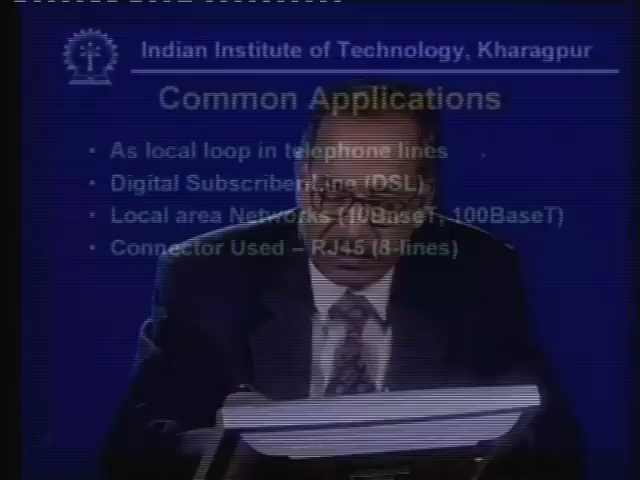 Indian Institute of Technology, Kharagpur
Common Applications
• As local loop in telephone lines
• Digital Subscriber Line (DSL)
• Local area Networks (10BaseT, 100BaseT)
• Connector Used – RJ45 (8-lines)